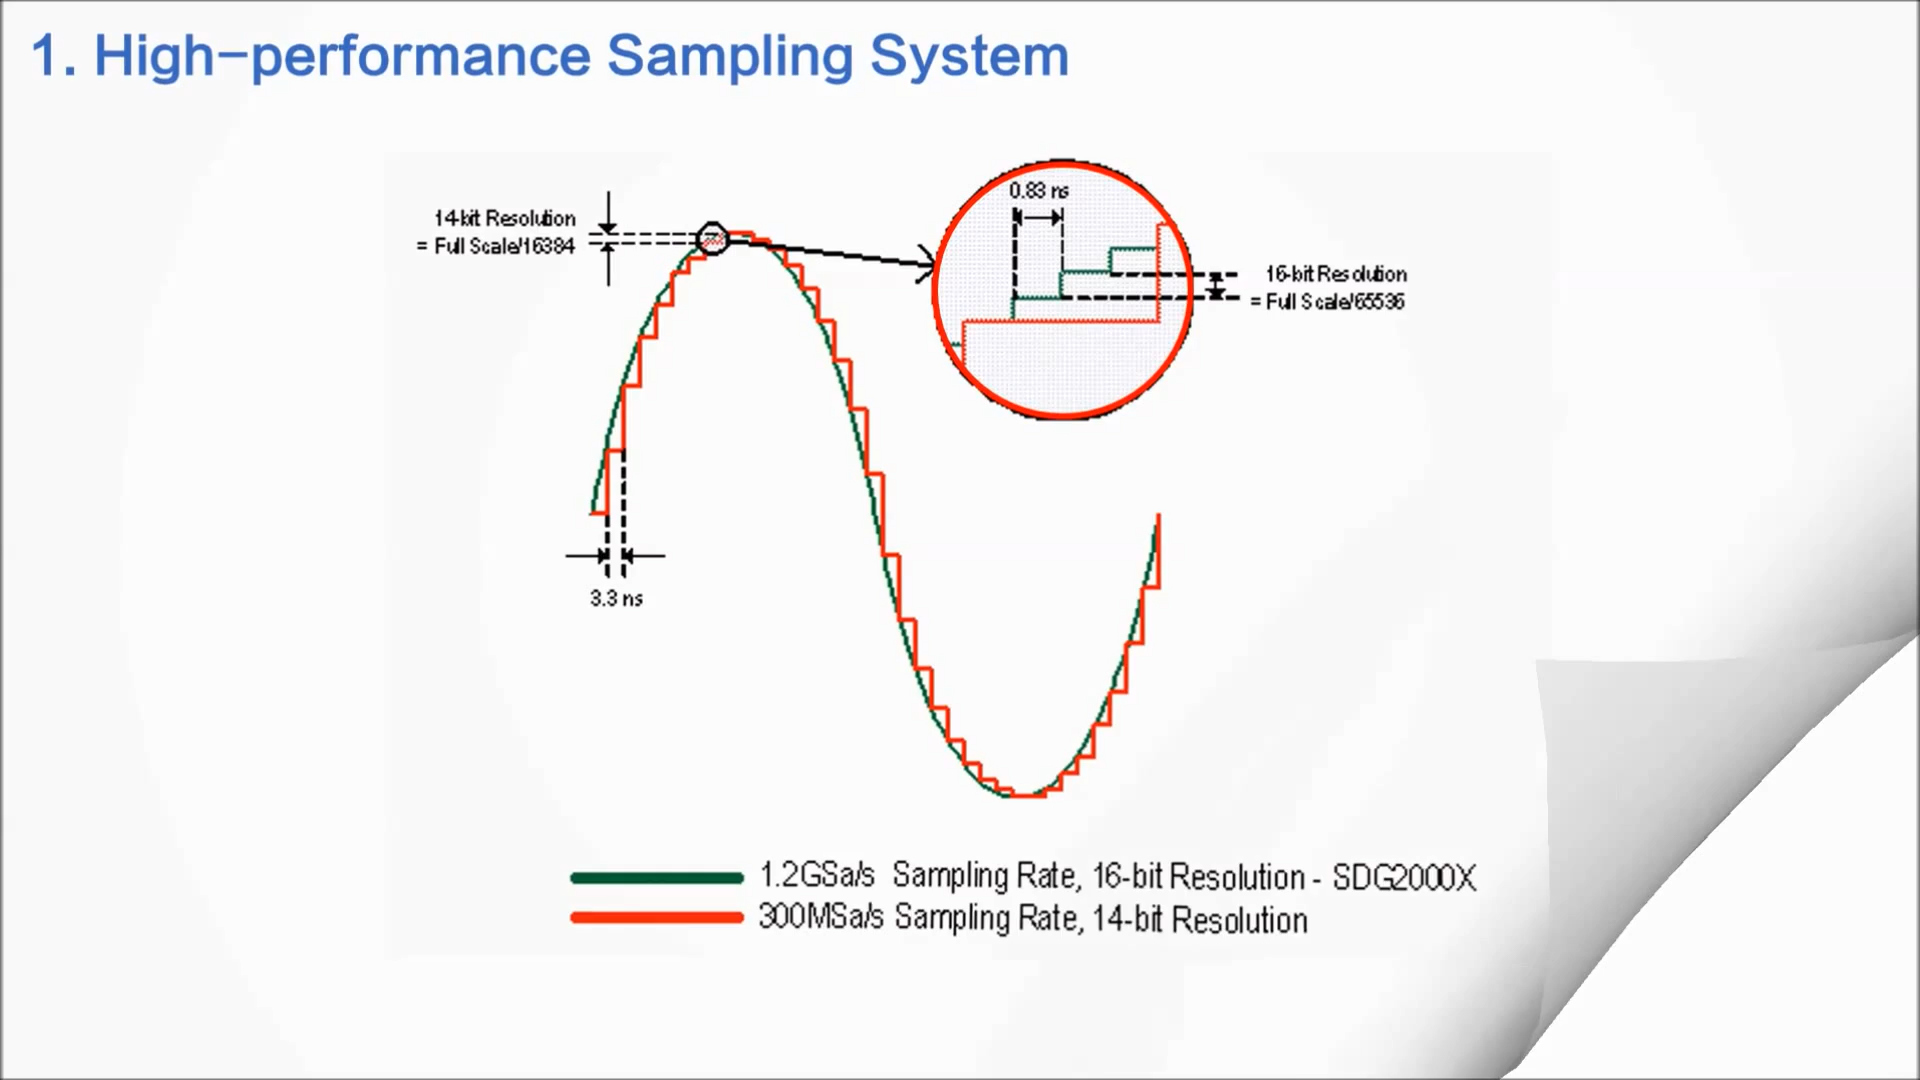 1. High-performance Sampling System
0.83 ns
14-bit Resolution
= Full Scale/16384
16-bit Resolution
= Full Scale/65536
3.3 ns
1.2GSa/s Sampling Rate, 16-bit Resolution - SDG2000X
300MSa/s Sampling Rate, 14-bit Resolution